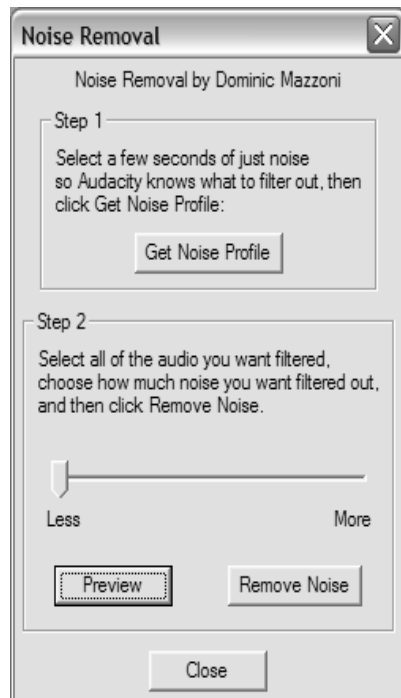 Noise Removal
Noise Removal by Dominic Mazzoni
Step 1
Select a few seconds of just noise
so Audacity knows what to filter out, then
click Get Noise Profile:
Get Noise Profile
Step 2
Select all of the audio you want filtered,
choose how much noise you want filtered out,
and then click Remove Noise.
Less More
Preview Remove Noise
Close